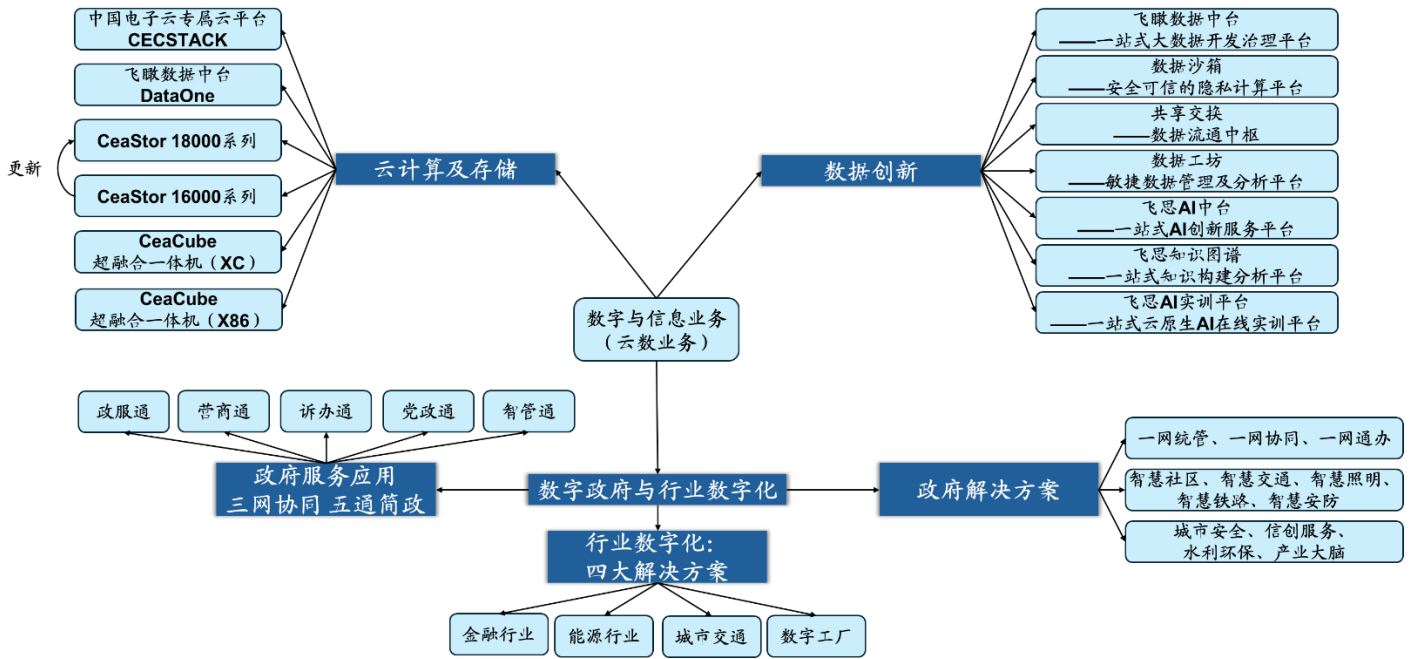 中国电子云专属云平台
CECSTACK
飞瞰数据中台
DataOne
CeaStor 18000系列
更新
CeaStor 16000系列
CeaCube
超融合一体机（XC）
CeaCube
超融合一体机（X86）
云计算及存储
数据创新
飞瞰数据中台
——一站式大数据开发治理平台
数据沙箱
——安全可信的隐私计算平台
共享交换
——数据流通中枢
数据工坊
——敏捷数据管理及分析平台
飞思AI中台
——一站式AI创新服务平台
飞思知识图谱
——一站式知识构建分析平台
飞思AI实训平台
——一站式云原生AI在线实训平台
数字与信息业务
（云数业务）
政服通
营商通
诉办通
党政通
智管通
政府服务应用
三网协同 五通简政
数字政府与行业数字化
政府解决方案
一网统管、一网协同、一网通办
智慧社区、智慧交通、智慧照明、
智慧铁路、智慧安防
城市安全、信创服务、
水利环保、产业大脑
行业数字化：
四大解决方案
金融行业
能源行业
城市交通
数字工厂